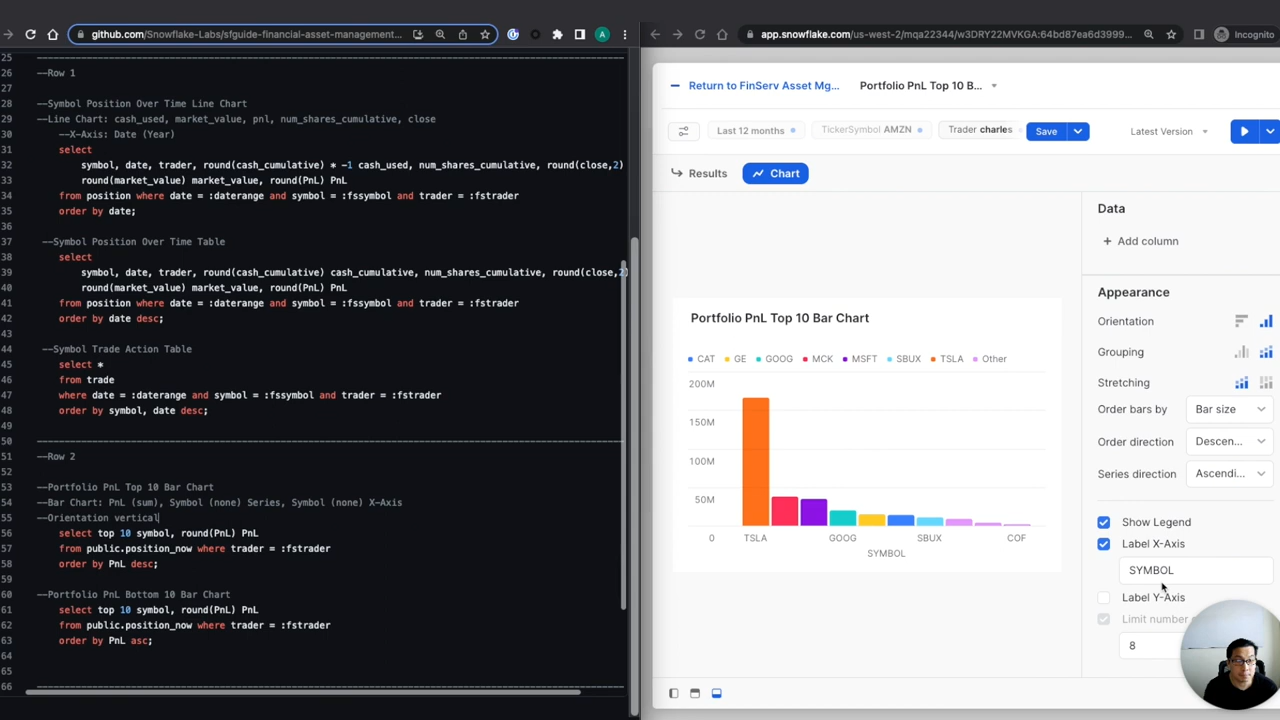 github.com/Snowflake-Labs/sfguide-financial-asset-management...
25
26 --Row 1
27
28 --Symbol Position Over Time Line Chart
29 --Line Chart: cash_used, market_value, pnl, num_shares_cumulative, close
30 --X-Axis: Date (Year)
31 select
32 symbol, date, trader, round(cash_cumulative) * -1 cash_used, num_shares_cumulative, round(close,2)
33 round(market_value) market_value, round(PnL) PnL
34 from position where date = :daterange and symbol = :fssymbol and trader = :fstrader
35 order by date;
36
37 --Symbol Position Over Time Table
38 select
39 symbol, date, trader, round(cash_cumulative) cash_cumulative, num_shares_cumulative, round(close,2)
40 round(market_value) market_value, round(PnL) PnL
41 from position where date = :daterange and symbol = :fssymbol and trader = :fstrader
42 order by date desc;
43
44 --Symbol Trade Action Table
45 select *
46 from trade
47 where date = :daterange and symbol = :fssymbol and trader = :fstrader
48 order by symbol, date desc;
49
50
51 --Row 2
52
53 --Portfolio PnL Top 10 Bar Chart
54 --Bar Chart: PnL (sum), Symbol (none) Series, Symbol (none) X-Axis
55 --Orientation vertical
56 select top 10 symbol, round(PnL) PnL
57 from public.position_now where trader = :fstrader
58 order by PnL desc;
59
60 --Portfolio PnL Bottom 10 Bar Chart
61 select top 10 symbol, round(PnL) PnL
62 from public.position_now where trader = :fstrader
63 order by PnL asc;
64
65
66
A
app.snowflake.com/us-west-2/mqa22344/w3DRY22MVKGA:64bd87ea6d3999...
Incognito
Return to FinServ Asset Mg... Portfolio PnL Top 10 B...
Last 12 months TickerSymbol AMZN Trader charles Save Latest Version
Results Chart
Data
+ Add column
Appearance
Orientation
Grouping
Stretching
Order bars by Bar size
Order direction Descen...
Series direction Ascendi...
Show Legend
Label X-Axis
SYMBOL
Label Y-Axis
Limit number
8
Portfolio PnL Top 10 Bar Chart
CAT GE GOOG MCK MSFT SBUX TSLA Other
200M
150M
100M
50M
0
TSLA GOOG SBUX COF
SYMBOL